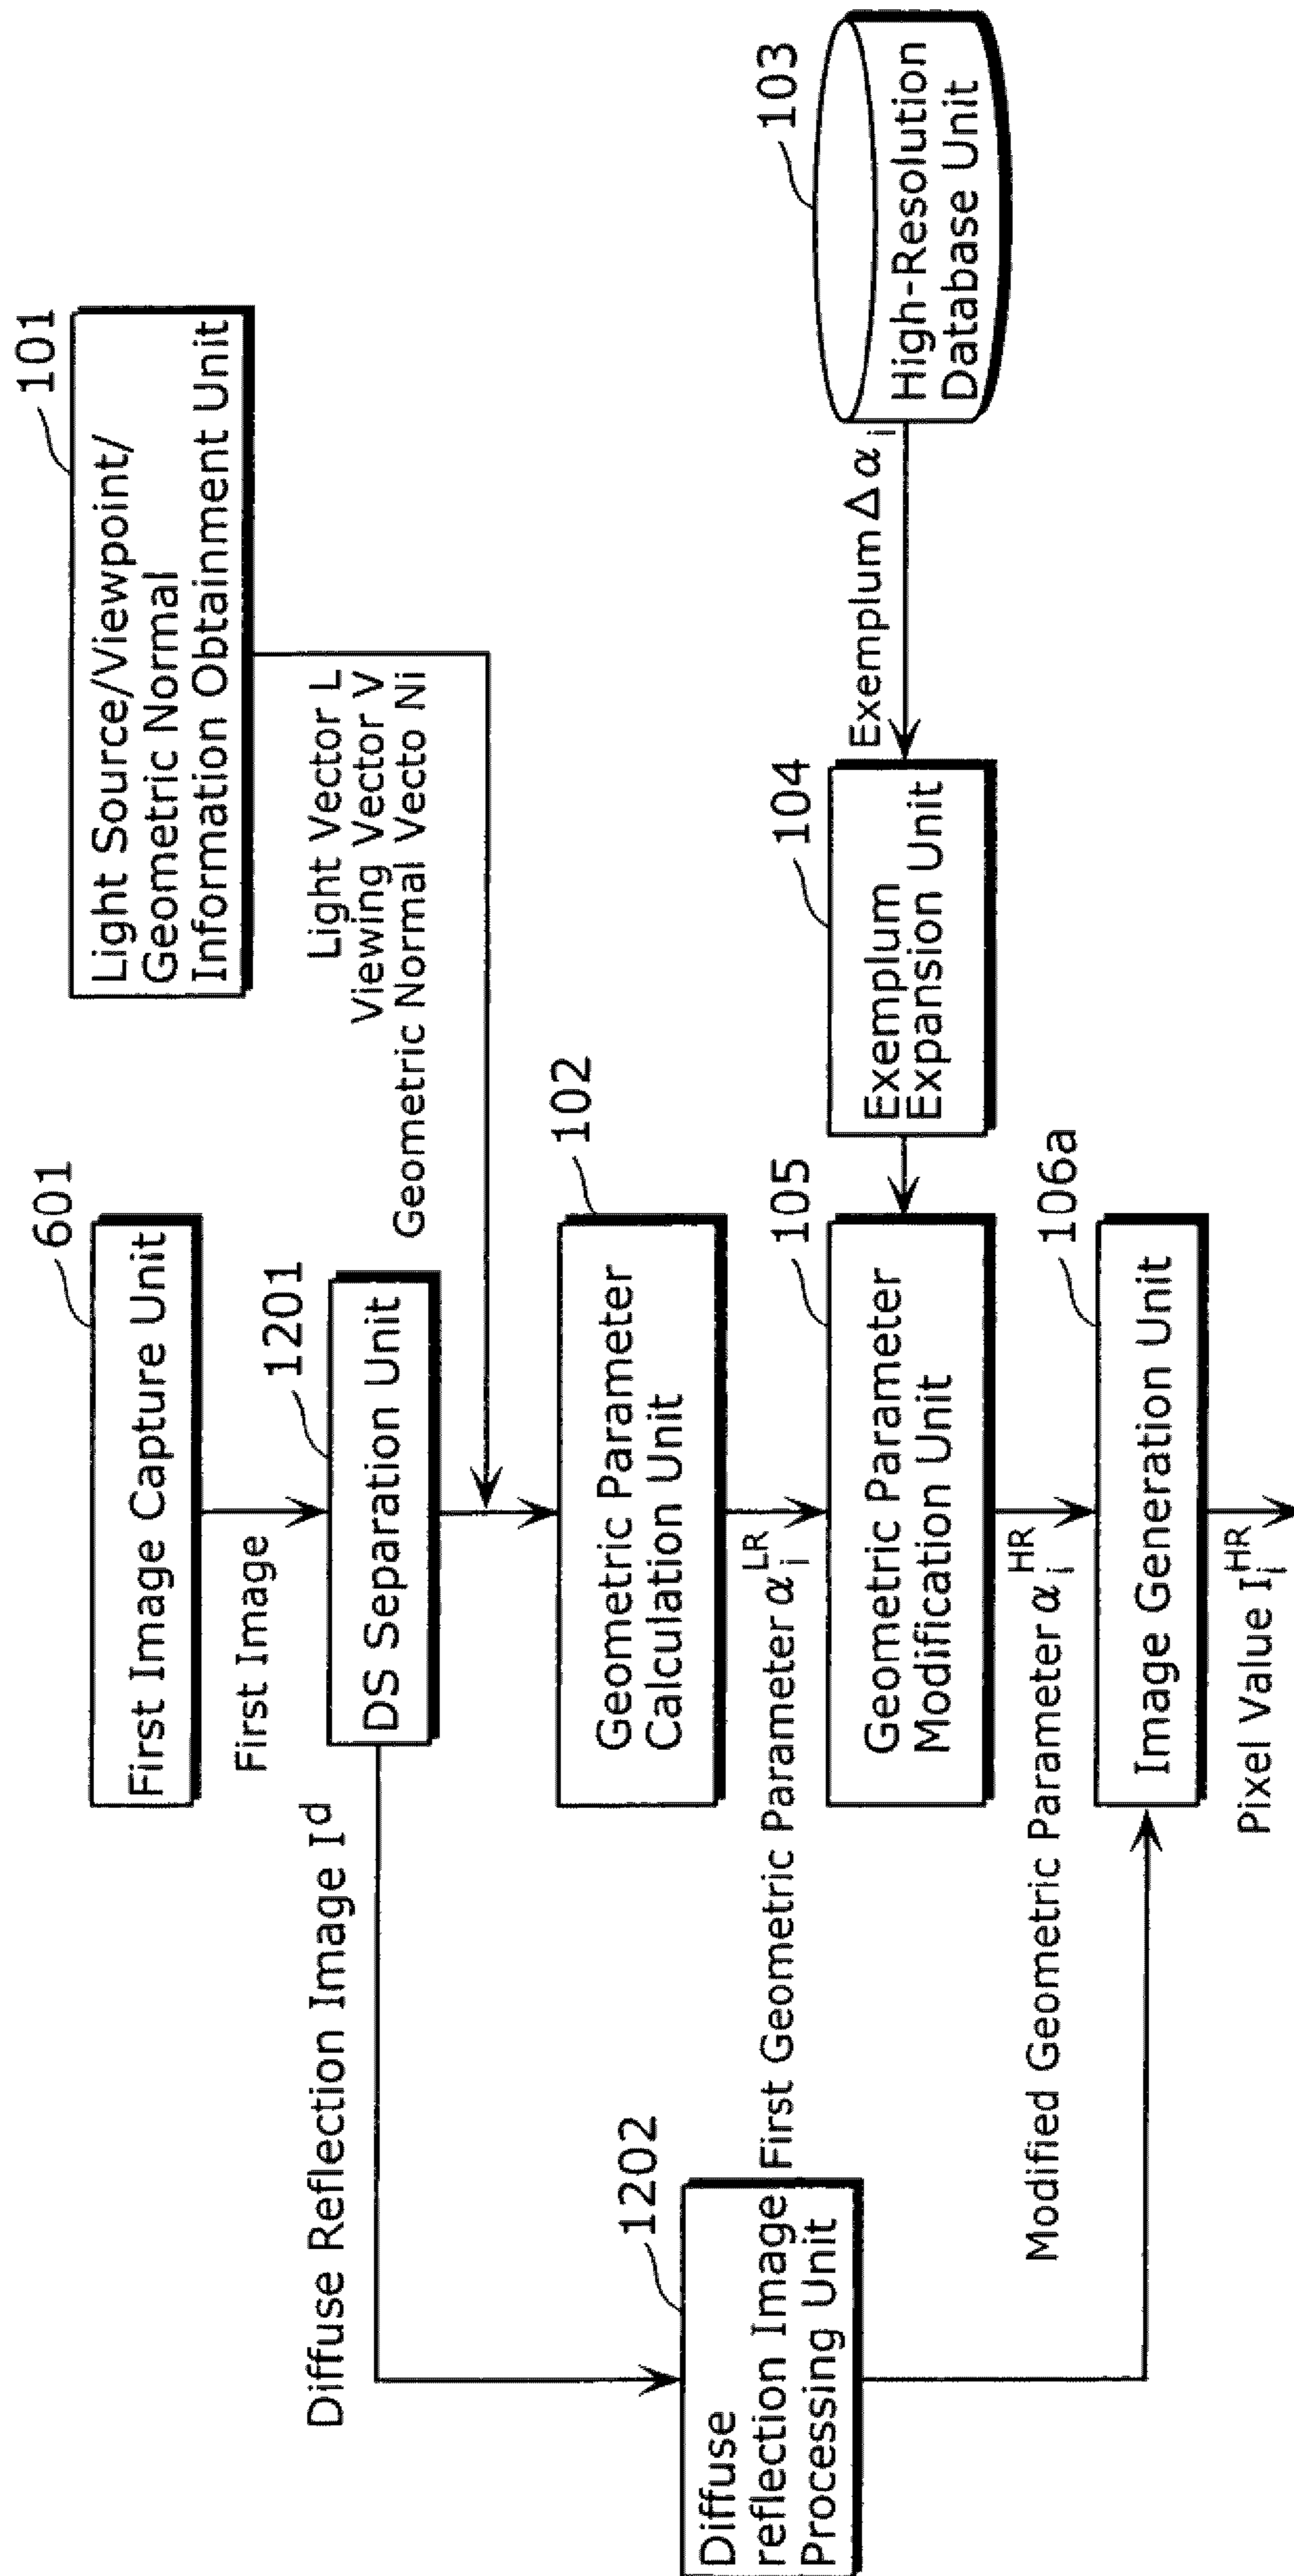 601
First Image Capture Unit
First Image
101
Light Source/Viewpoint/
Geometric Normal
Information Obtainment Unit
1201
DS Separation Unit
Diffuse Reflection Image I^d
Light Vector L
Viewing Vector V
Geometric Normal Vecto Ni
102
Geometric Parameter
Calculation Unit
1202
Diffuse
reflection Image
Processing Unit
First Geometric Parameter α_i^LR
105
Geometric Parameter
Modification Unit
104
Exemplum
Expansion Unit
Exemplum Δα_i
103
High-Resolution
Database Unit
Modified Geometric Parameter α_i^HR
106a
Image Generation Unit
Pixel Value I_i^HR